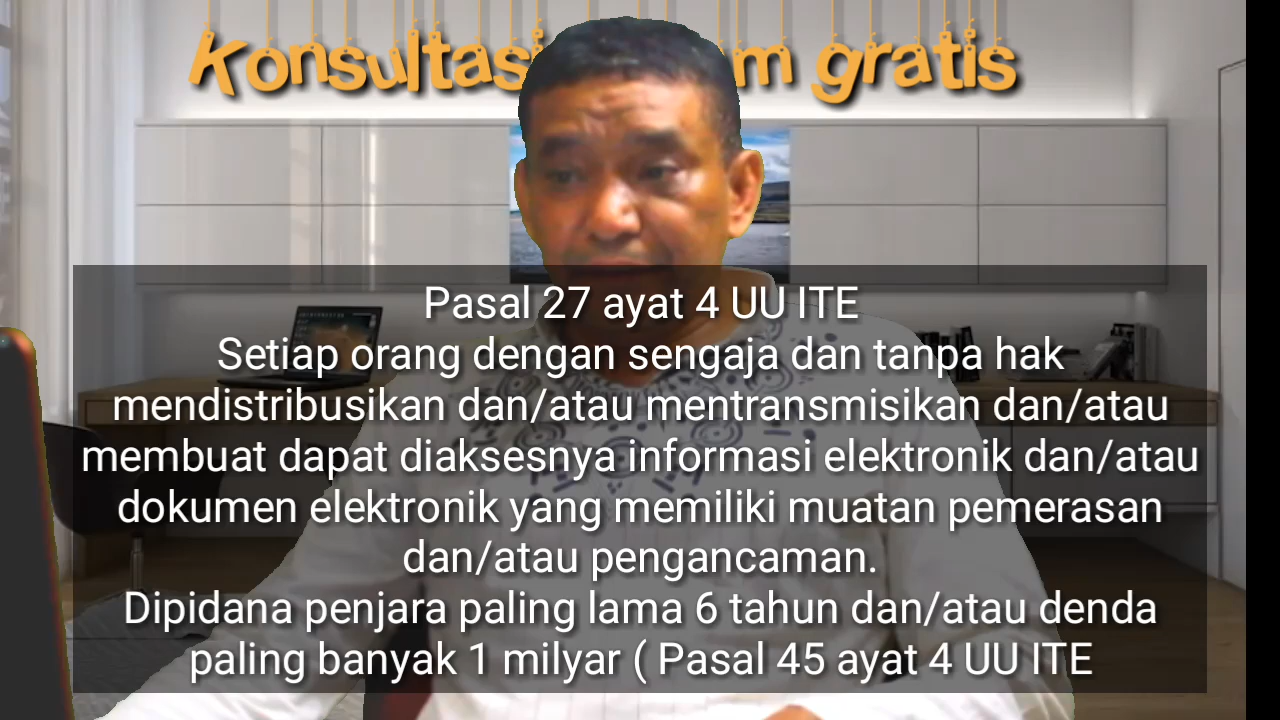 Konsultasi gratis
Pasal 27 ayat 4 UU ITE
Setiap orang dengan sengaja dan tanpa hak
mendistribusikan dan/atau mentransmisikan dan/atau
membuat dapat diaksesnya informasi elektronik dan/atau
dokumen elektronik yang memiliki muatan pemerasan
dan/atau pengancaman.
Dipidana penjara paling lama 6 tahun dan/atau denda
paling banyak 1 milyar ( Pasal 45 ayat 4 UU ITE